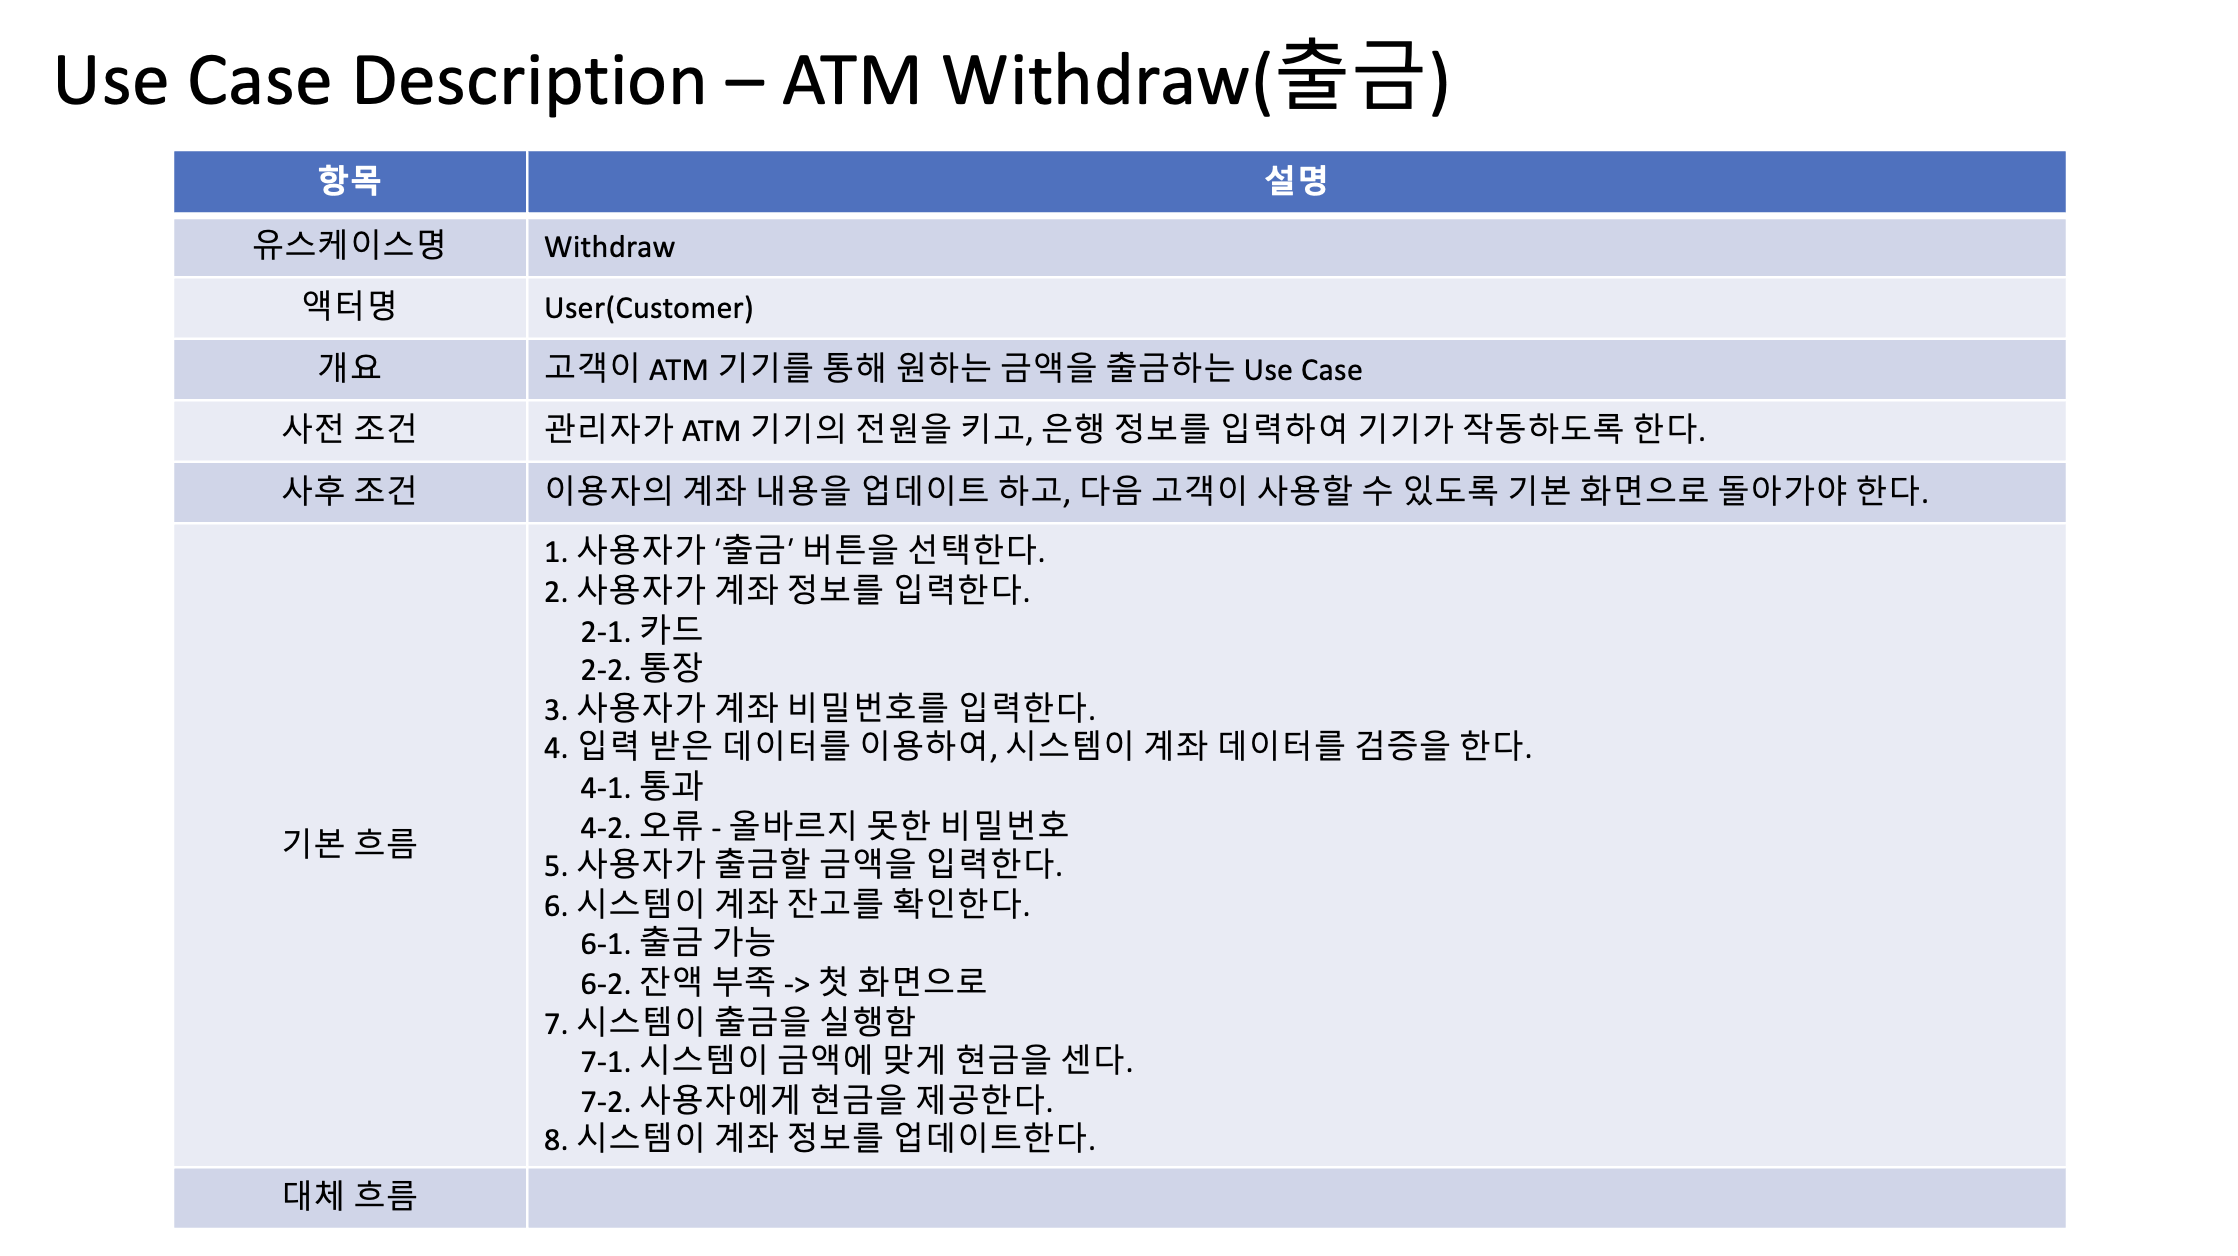 Use Case Description – ATM Withdraw(출금)
항목
설명
유스케이스명
Withdraw
액터명
User(Customer)
개요
고객이 ATM 기기를 통해 원하는 금액을 출금하는 Use Case
사전 조건
관리자가 ATM 기기의 전원을 키고, 은행 정보를 입력하여 기기가 작동하도록 한다.
사후 조건
이용자의 계좌 내용을 업데이트 하고, 다음 고객이 사용할 수 있도록 기본 화면으로 돌아가야 한다.
기본 흐름
1. 사용자가 ‘출금’ 버튼을 선택한다.
2. 사용자가 계좌 정보를 입력한다.
2-1. 카드
2-2. 통장
3. 사용자가 계좌 비밀번호를 입력한다.
4. 입력 받은 데이터를 이용하여, 시스템이 계좌 데이터를 검증을 한다.
4-1. 통과
4-2. 오류 - 올바르지 못한 비밀번호
5. 사용자가 출금할 금액을 입력한다.
6. 시스템이 계좌 잔고를 확인한다.
6-1. 출금 가능
6-2. 잔액 부족 -> 첫 화면으로
7. 시스템이 출금을 실행함
7-1. 시스템이 금액에 맞게 현금을 센다.
7-2. 사용자에게 현금을 제공한다.
8. 시스템이 계좌 정보를 업데이트한다.
대체 흐름